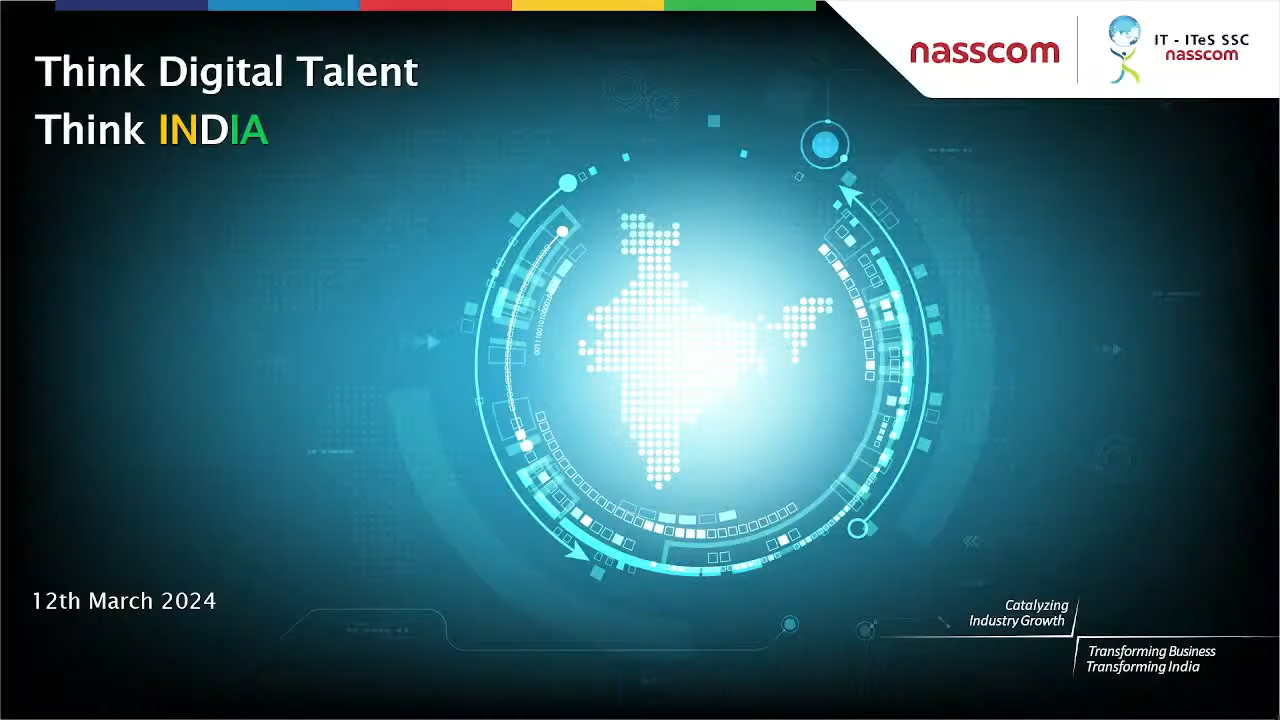 Think Digital Talent
Think INDIA
nasscom
IT - ITeS SSC
nasscom
12th March 2024
Catalyzing
Industry Growth
Transforming Business
Transforming India